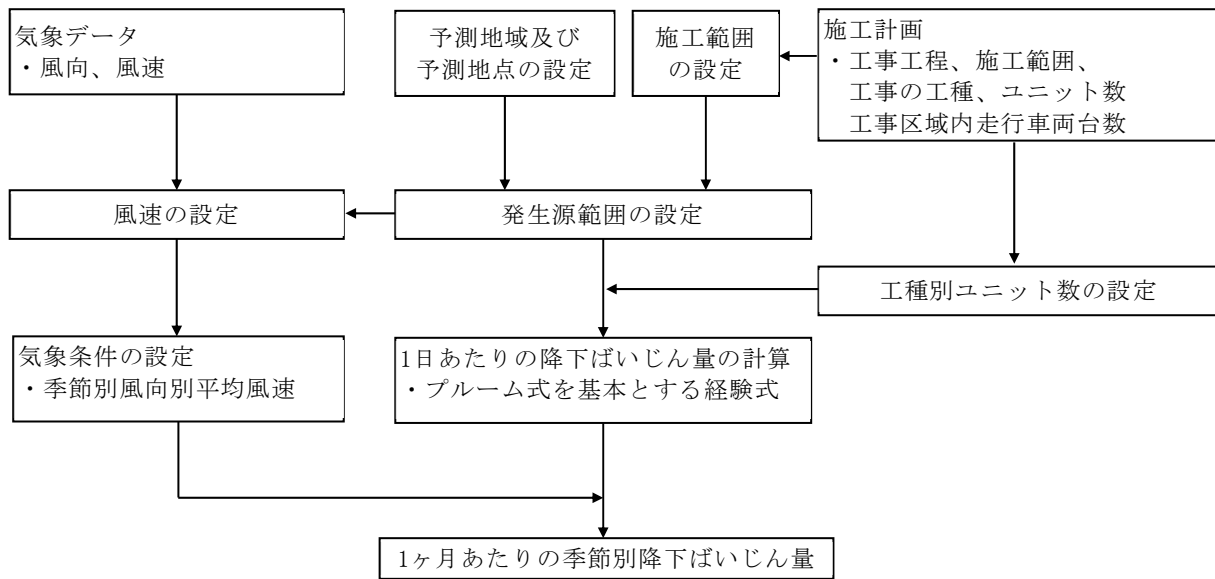 気象データ
・風向、風速
予測地域及び
予測地点の設定
施工範囲
の設定
施工計画
・工事工程、施工範囲、
工事の工種、ユニット数
工事区域内走行車両台数
風速の設定
発生源範囲の設定
工種別ユニット数の設定
気象条件の設定
・季節別風向別平均風速
1日あたりの降下ばいじん量の計算
・プルーム式を基本とする経験式
1ヶ月あたりの季節別降下ばいじん量